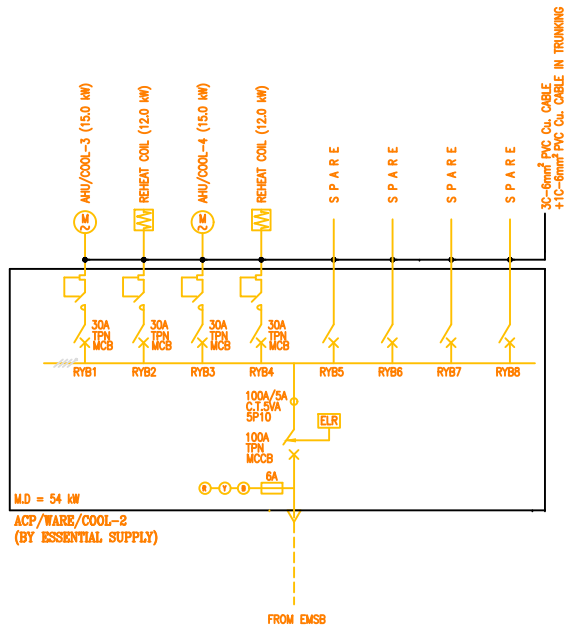 AHU/COOL-3 (15.0 kW)
REHEAT COIL (12.0 kW)
AHU/COOL-4 (15.0 kW)
REHEAT COIL (12.0 kW)
SPARE
SPARE
SPARE
SPARE
3C-6mm² PVC Cu. CABLE
+1C-6mm² PVC Cu. CABLE IN TRUNKING
M
M
30A
TPN
MCB
30A
TPN
MCB
30A
TPN
MCB
30A
TPN
MCB
RYB1
RYB2
RYB3
RYB4
RYB5
RYB6
RYB7
RYB8
100A/5A
C.T.5VA
5P10
ELR
100A
TPN
MCCB
6A
R Y B
M.D = 54 kW
ACP/WARE/COOL-2
(BY ESSENTIAL SUPPLY)
FROM EMSB